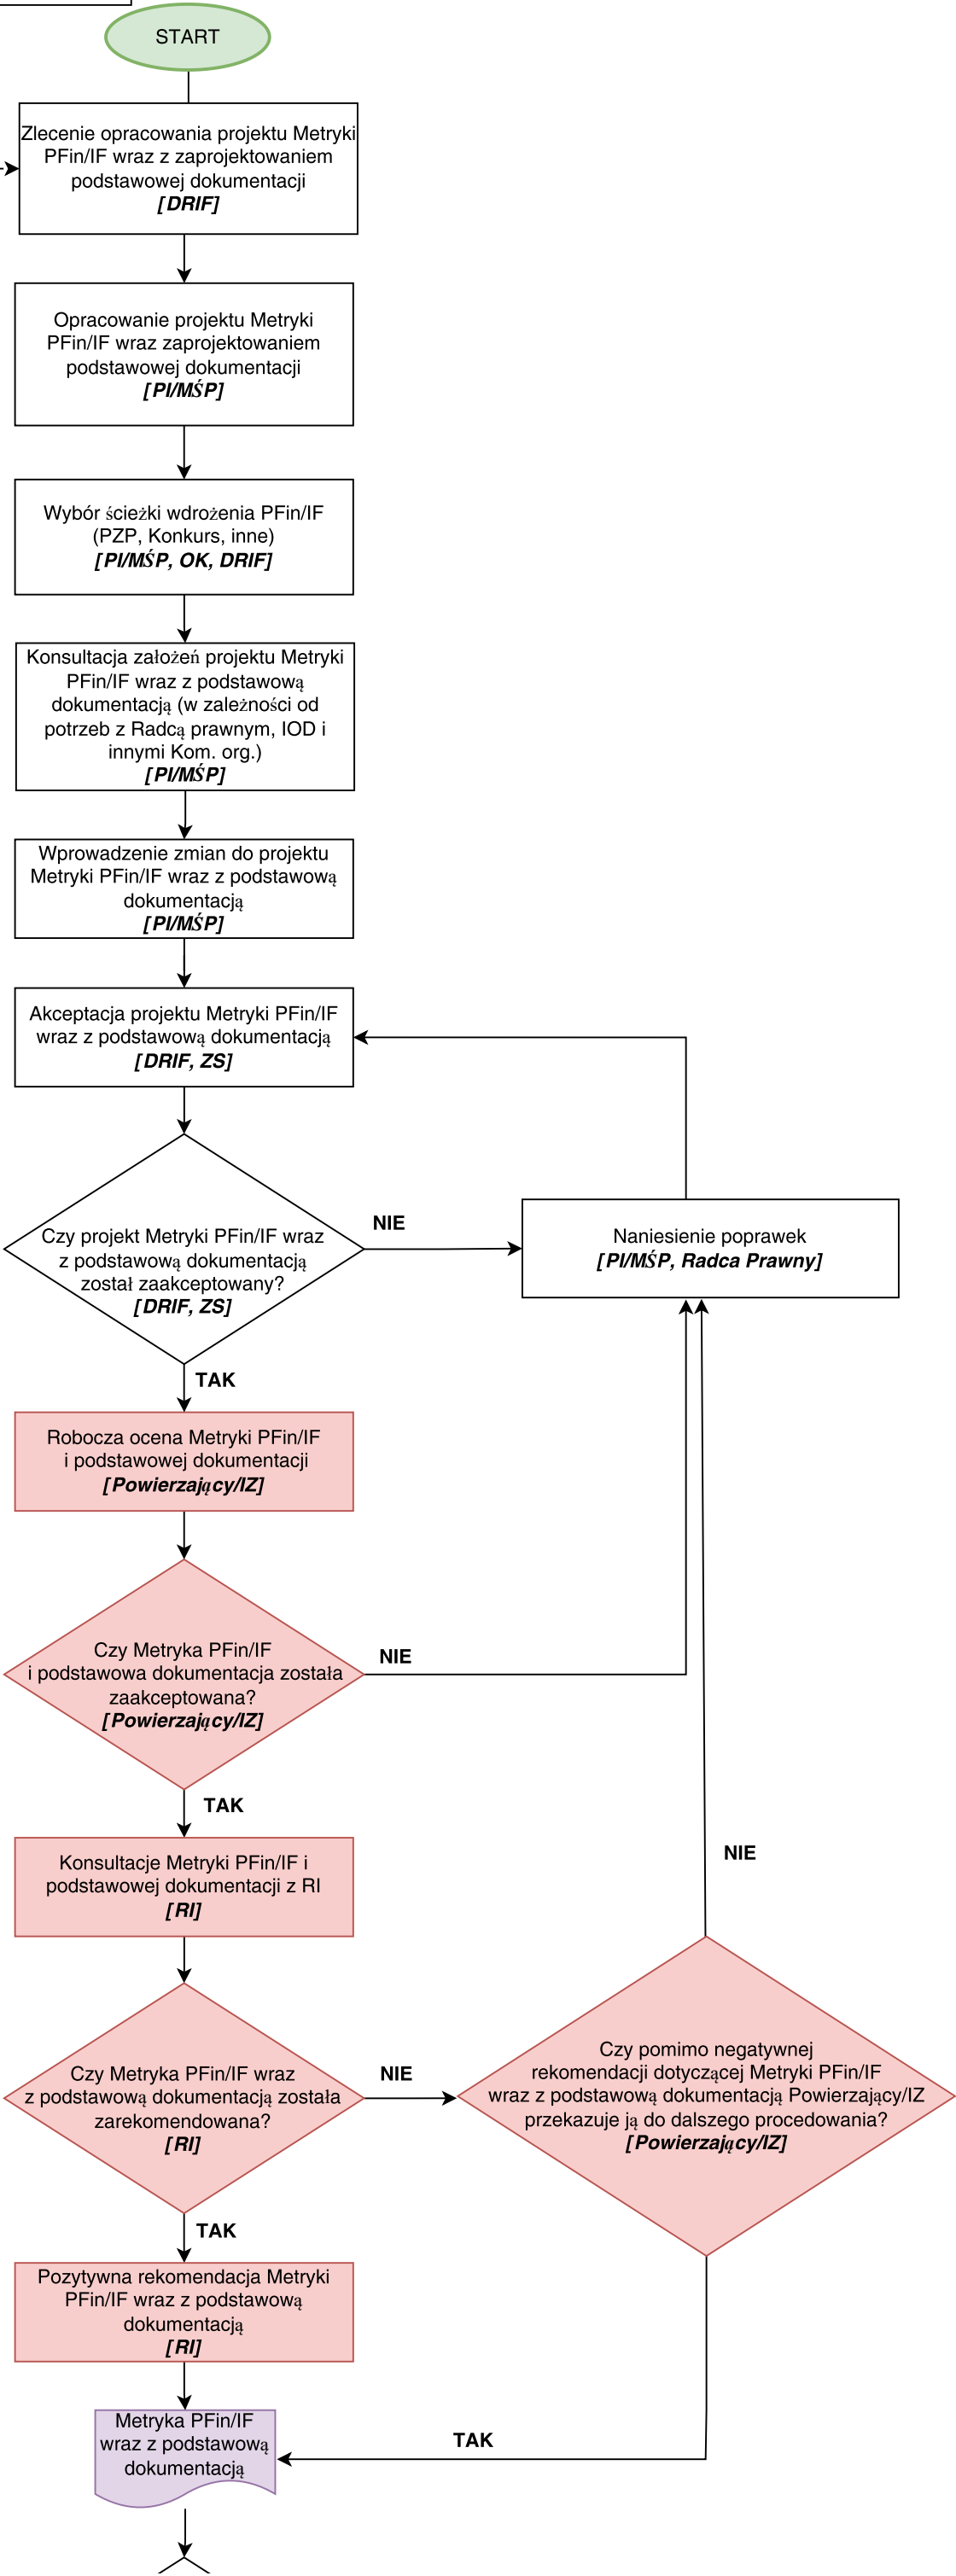 START
Zlecenie opracowania projektu Metryki
PFin/IF wraz z zaprojektowaniem
podstawowej dokumentacji
[DRIF]
Opracowanie projektu Metryki
PFin/IF wraz zaprojektowaniem
podstawowej dokumentacji
[PI/MŚP]
Wybór ścieżki wdrożenia PFin/IF
(PZP, Konkurs, inne)
[PI/MŚP, OK, DRIF]
Konsultacja założeń projektu Metryki
PFin/IF wraz z podstawową
dokumentacją (w zależności od
potrzeb z Radcą prawnym, IOD i
innymi Kom. org.)
[PI/MŚP]
Wprowadzenie zmian do projektu
Metryki PFin/IF wraz z podstawową
dokumentacją
[PI/MŚP]
Akceptacja projektu Metryki PFin/IF
wraz z podstawową dokumentacją
[DRIF, ZS]
Czy projekt Metryki PFin/IF wraz
z podstawową dokumentacją
został zaakceptowany?
[DRIF, ZS]
NIE
Naniesienie poprawek
[PI/MŚP, Radca Prawny]
TAK
Robocza ocena Metryki PFin/IF
i podstawowej dokumentacji
[Powierzający/IZ]
Czy Metryka PFin/IF
i podstawowa dokumentacja została
zaakceptowana?
[Powierzający/IZ]
NIE
TAK
Konsultacje Metryki PFin/IF i
podstawowej dokumentacji z RI
[RI]
NIE
Czy Metryka PFin/IF wraz
z podstawową dokumentacją została
zarekomendowana?
[RI]
NIE
Czy pomimo negatywnej
rekomendacji dotyczącej Metryki PFin/IF
wraz z podstawową dokumentacją Powierzający/IZ
przekazuje ją do dalszego procedowania?
[Powierzający/IZ]
TAK
Pozytywna rekomendacja Metryki
PFin/IF wraz z podstawową
dokumentacją
[RI]
Metryka PFin/IF
wraz z podstawową
dokumentacją
TAK